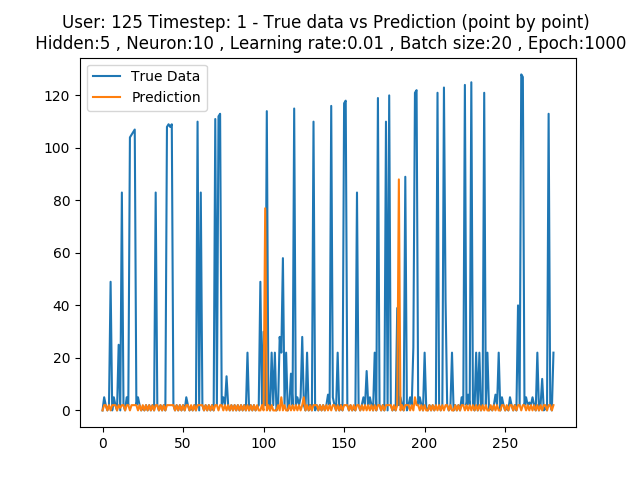 User: 125 Timestep: 1 - True data vs Prediction (point by point)
Hidden:5 , Neuron:10 , Learning rate:0.01 , Batch size:20 , Epoch:1000
True Data
Prediction
120
100
80
60
40
20
0
0 50 100 150 200 250